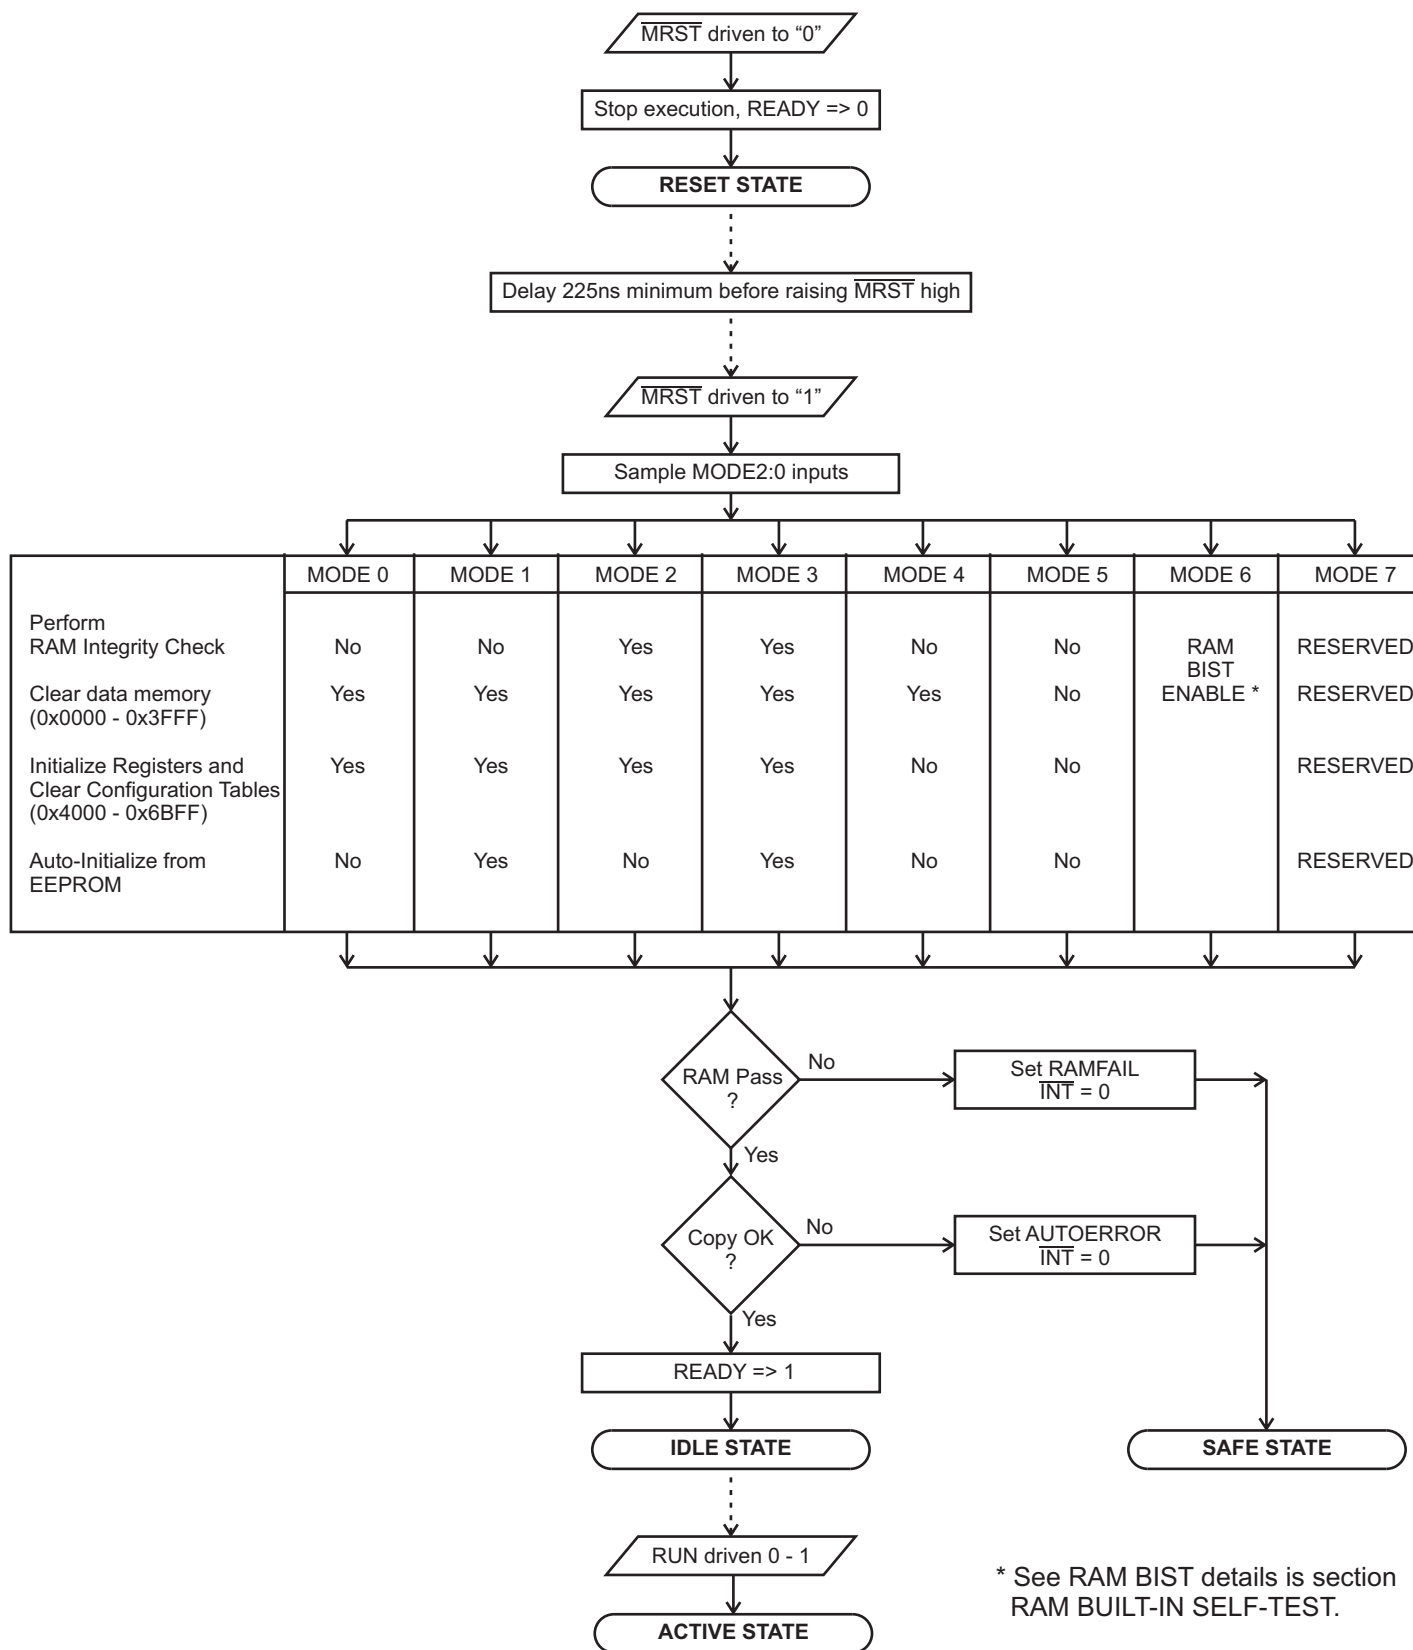 MRST driven to “0”
Stop execution, READY => 0
RESET STATE
Delay 225ns minimum before raising MRST high
MRST driven to “1”
Sample MODE2:0 inputs
MODE 0 MODE 1 MODE 2 MODE 3 MODE 4 MODE 5 MODE 6 MODE 7
Perform
RAM Integrity Check No No Yes Yes No No RAM RESERVED
BIST
Clear data memory Yes Yes Yes Yes Yes No ENABLE * RESERVED
(0x0000 - 0x3FFF)
Initialize Registers and Yes Yes Yes Yes No No RESERVED
Clear Configuration Tables
(0x4000 - 0x6BFF)
Auto-Initialize from No Yes No Yes No No RESERVED
EEPROM
RAM Pass
?
No
Set RAMFAIL
INT = 0
Yes
Copy OK
?
No
Set AUTOERROR
INT = 0
Yes
READY => 1
IDLE STATE
SAFE STATE
RUN driven 0 - 1
ACTIVE STATE
* See RAM BIST details is section
RAM BUILT-IN SELF-TEST.